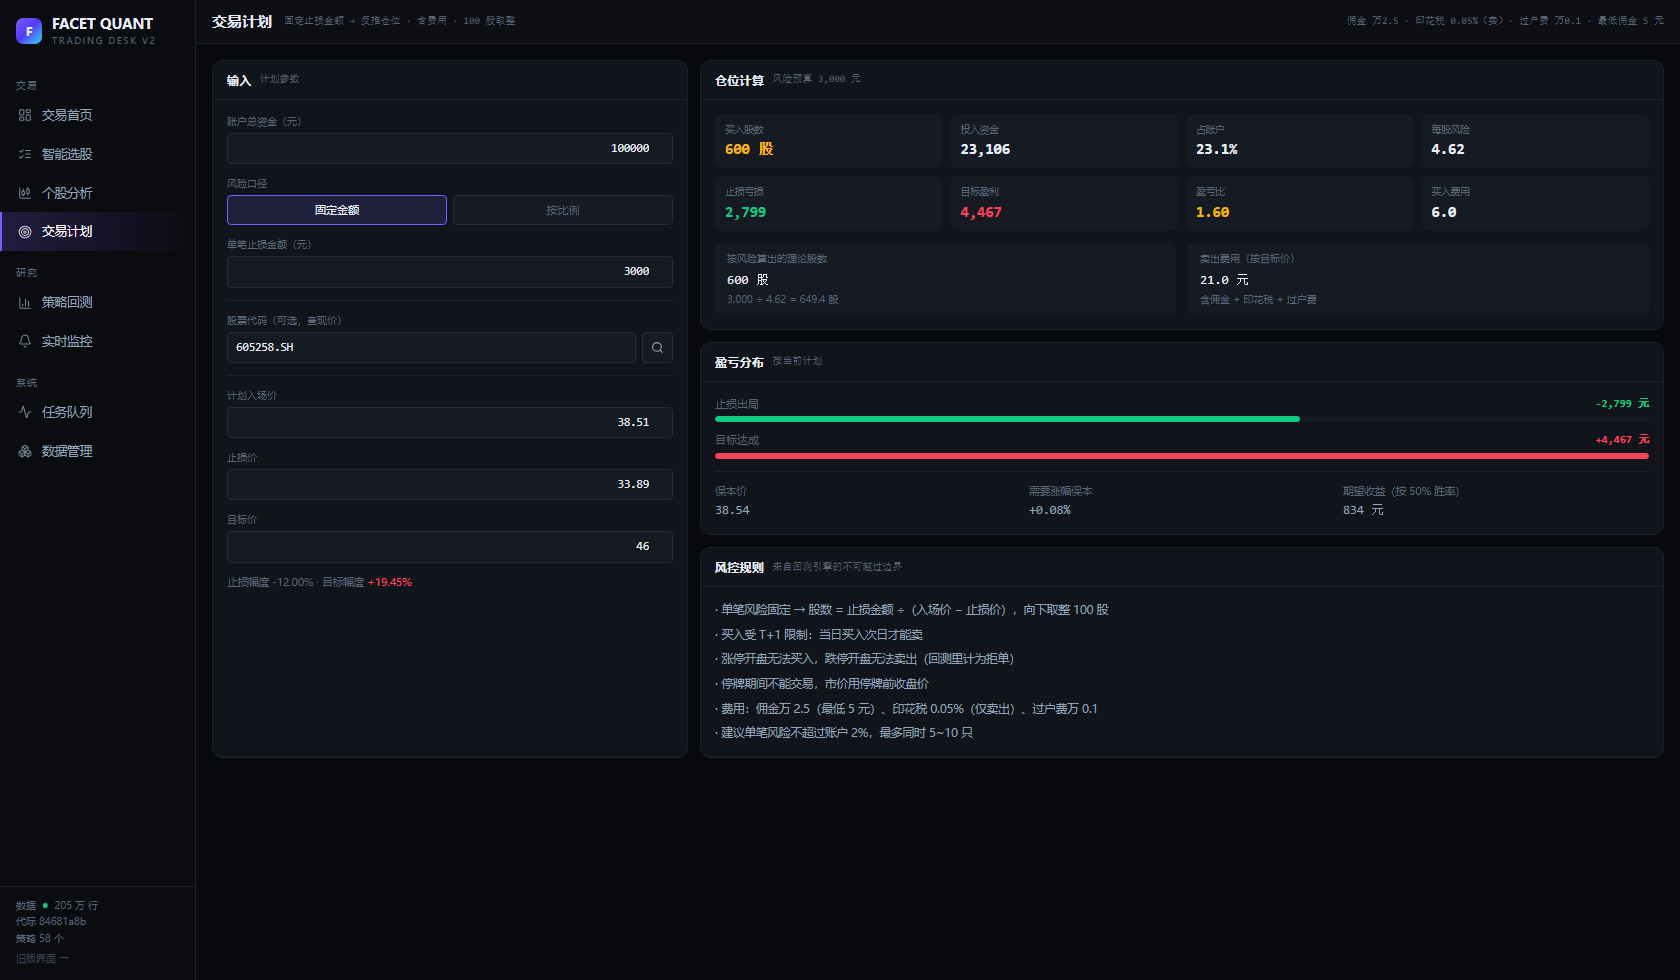 F
FACET QUANT
TRADING DESK V2
交易
交易首页
智能选股
个股分析
交易计划
研究
策略回测
实时监控
系统
任务队列
数据管理
数据 205 万 行
代际 84681a8b
策略 58 个
旧版界面 →
交易计划 固定止损金额 → 反推仓位 · 含费用 · 100 股取整
佣金 万2.5 · 印花税 0.05%（卖）· 过户费 万0.1 · 最低佣金 5 元
输入 计划参数
账户总资金（元）
100000
风险口径
固定金额 按比例
单笔止损金额（元）
3000
股票代码（可选，查现价）
605258.SH
计划入场价
38.51
止损价
33.89
目标价
46
止损幅度 -12.00% · 目标幅度 +19.45%
仓位计算 风险预算 3,000 元
买入股数 投入资金 占账户 每股风险
600 股 23,106 23.1% 4.62
止损亏损 目标盈利 盈亏比 买入费用
2,799 4,467 1.60 6.0
按风险算出的理论股数
600 股
3,000 ÷ 4.62 = 649.4 股
卖出费用（按目标价）
21.0 元
含佣金 + 印花税 + 过户费
盈亏分布 按当前计划
止损出局 -2,799 元
目标达成 +4,467 元
保本价 需要涨幅保本 期望收益（按 50% 胜率）
38.54 +0.08% 834 元
风控规则 来自回测引擎的不可越过边界
· 单笔风险固定 → 股数 = 止损金额 ÷（入场价 − 止损价），向下取整 100 股
· 买入受 T+1 限制：当日买入次日才能卖
· 涨停开盘无法买入，跌停开盘无法卖出（回测里计为拒单）
· 停牌期间不能交易，市价用停牌前收盘价
· 费用：佣金万 2.5（最低 5 元）、印花税 0.05%（仅卖出）、过户费万 0.1
· 建议单笔风险不超过账户 2%，最多同时 5~10 只